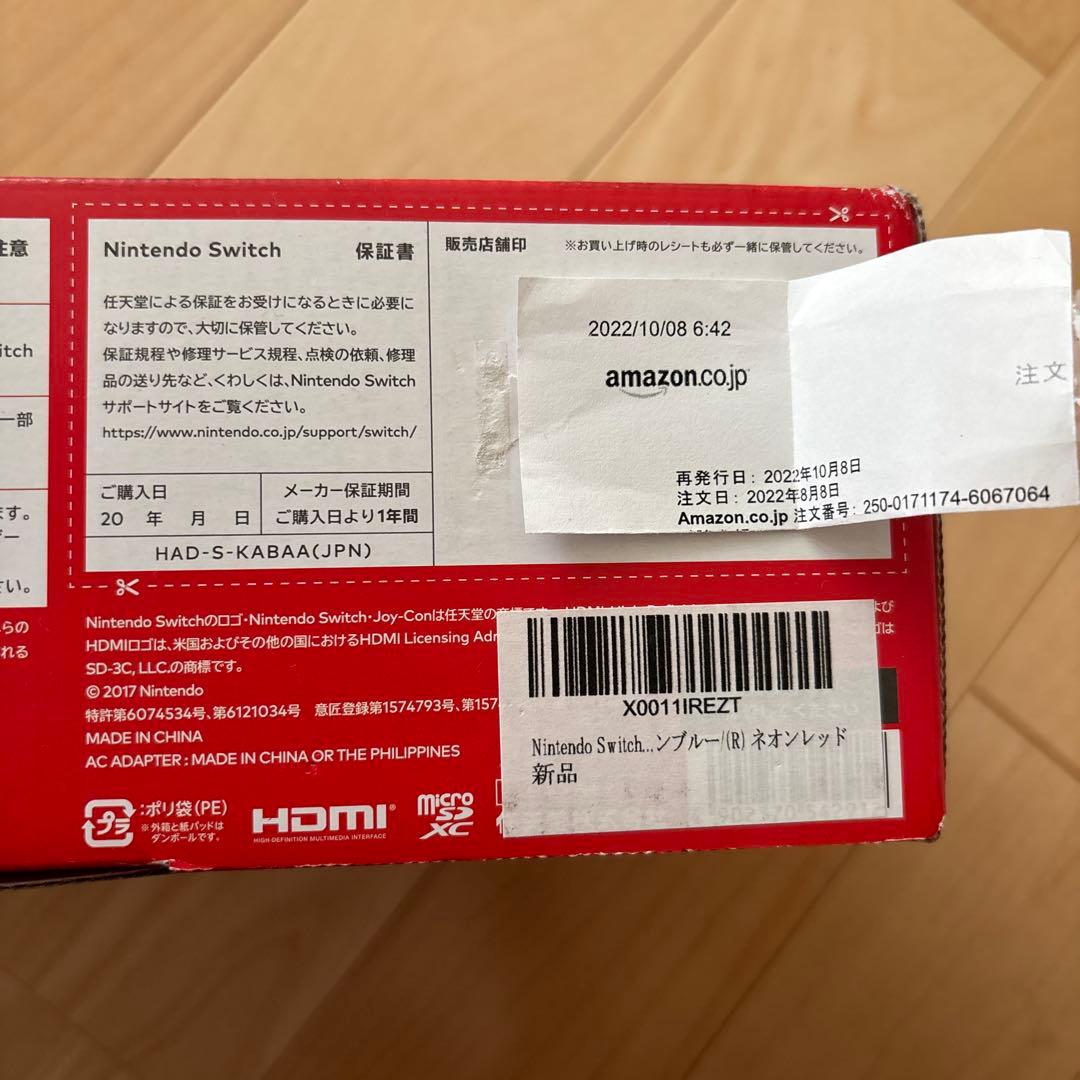 注意
itch
一部
ます。
さい。
らの
れる
Nintendo Switch 保証書
任天堂による保証をお受けになるときに必要に
なりますので、大切に保管してください。
保証規程や修理サービス規程、点検の依頼、修理
品の送り先など、くわしくは、Nintendo Switch
サポートサイトをご覧ください。
https://www.nintendo.co.jp/support/switch/
ご購入日
20 年 月 日
メーカー保証期間
ご購入日より1年間
HAD-S-KABAA(JPN)
販売店舗印 ※お買い上げ時のレシートも必ず一緒に保管してください。
2022/10/08 6:42
amazon.co.jp
注文
再発行日: 2022年10月8日
注文日: 2022年8月8日
Amazon.co.jp 注文番号: 250-0171174-6067064
Nintendo Switchのロゴ・Nintendo Switch・Joy-Conは任天堂の商標です。
HDMIロゴは、米国およびその他の国におけるHDMI Licensing Adm
SD-3C, LLC.の商標です。
© 2017 Nintendo
特許第6074534号、第6121034号 意匠登録第1574793号、第157
MADE IN CHINA
AC ADAPTER : MADE IN CHINA OR THE PHILIPPINES
プラ
:ポリ袋(PE)
※外箱と紙パッドは
ダンボールです。
HDMI®
HIGH-DEFINITION MULTIMEDIA INTERFACE
micro SD XC
X0011IREZT
Nintendo Switch...ンブルー/(R) ネオンレッド
新品